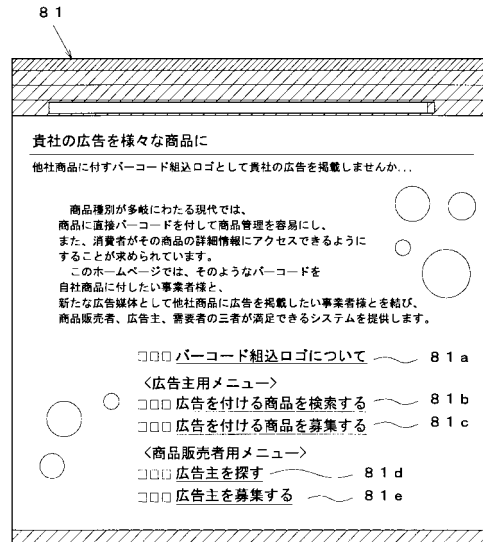 81
貴社の広告を様々な商品に
他社商品に付すバーコード組込ロゴとして貴社の広告を掲載しませんか...
商品種別が多岐にわたる現代では、
商品に直接バーコードを付して商品管理を容易にし、
また、消費者がその商品の詳細情報にアクセスできるように
することが求められています。
このホームページでは、そのようなバーコードを
自社商品に付したい事業者様と、
新たな広告媒体として他社商品に広告を掲載したい事業者様とを結び、
商品販売者、広告主、需要者の三者が満足できるシステムを提供します。
□□□ バーコード組込ロゴについて 81a
〈広告主用メニュー〉
□□□ 広告を付ける商品を検索する 81b
□□□ 広告を付ける商品を募集する 81c
〈商品販売者用メニュー〉
□□□ 広告主を探す 81d
□□□ 広告主を募集する 81e